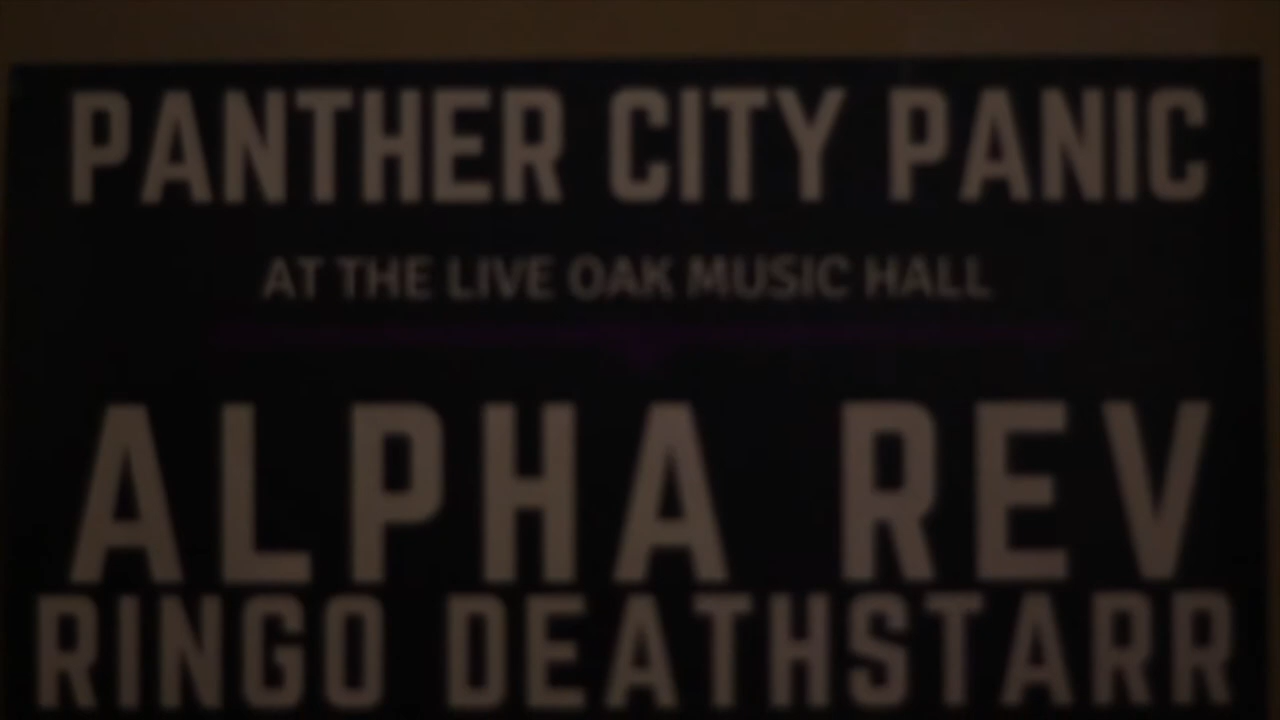 PANTHER CITY PANIC
AT THE LIVE OAK MUSIC HALL
ALPHA REV
RINGO DEATHSTARR